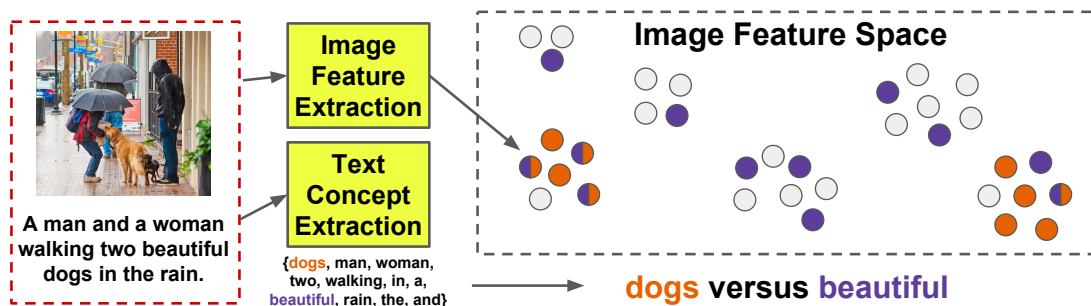 A man and a woman
walking two beautiful
dogs in the rain.
Image
Feature
Extraction
Text
Concept
Extraction
{dogs, man, woman,
two, walking, in, a,
beautiful, rain, the, and}
Image Feature Space
dogs versus beautiful